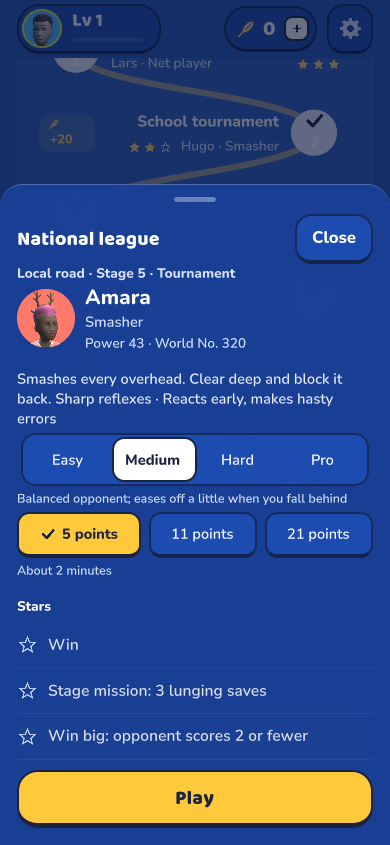 Lv 1
0
+
Lars · Net player
School tournament
+20
Hugo · Smasher
2
National league
Close
Local road · Stage 5 · Tournament
Amara
Smasher
Power 43 · World No. 320
Smashes every overhead. Clear deep and block it
back. Sharp reflexes · Reacts early, makes hasty
errors
Easy
Medium
Hard
Pro
Balanced opponent; eases off a little when you fall behind
5 points
11 points
21 points
About 2 minutes
Stars
Win
Stage mission: 3 lunging saves
Win big: opponent scores 2 or fewer
Play